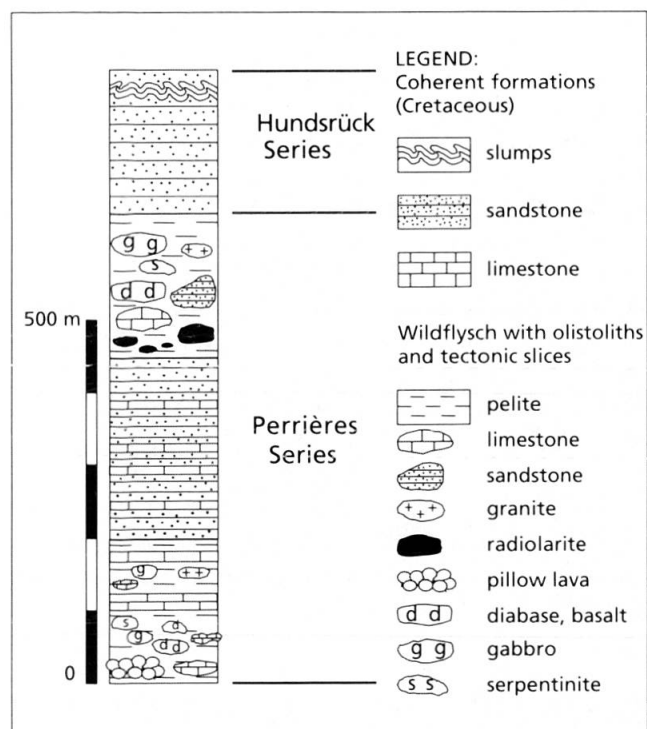 LEGEND:
Coherent formations
(Cretaceous)
slumps
sandstone
limestone
Wildflysch with olistoliths
and tectonic slices
pelite
limestone
sandstone
granite
radiolarite
pillow lava
d d
diabase, basalt
g g
gabbro
s s
serpentinite
Hundsrück
Series
Perrières
Series
500 m
0
g g
s
d d
g
s
d
g
d d